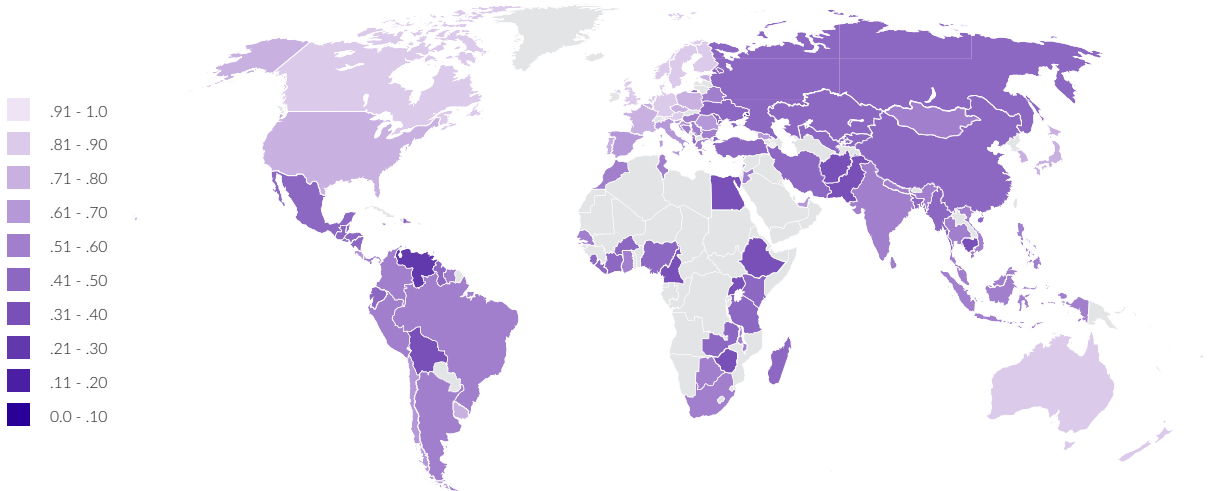 .91 - 1.0
.81 - .90
.71 - .80
.61 - .70
.51 - .60
.41 - .50
.31 - .40
.21 - .30
.11 - .20
0.0 - .10